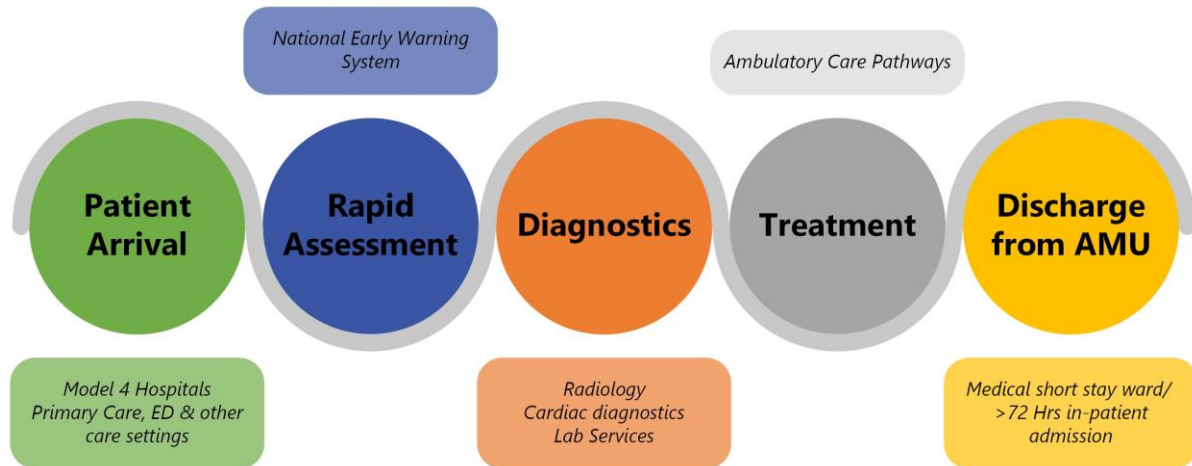 National Early Warning
System
Ambulatory Care Pathways
Patient
Arrival
Rapid
Assessment
Diagnostics
Treatment
Discharge
from AMU
Model 4 Hospitals
Primary Care, ED & other
care settings
Radiology
Cardiac diagnostics
Lab Services
Medical short stay ward/
>72 Hrs in-patient
admission